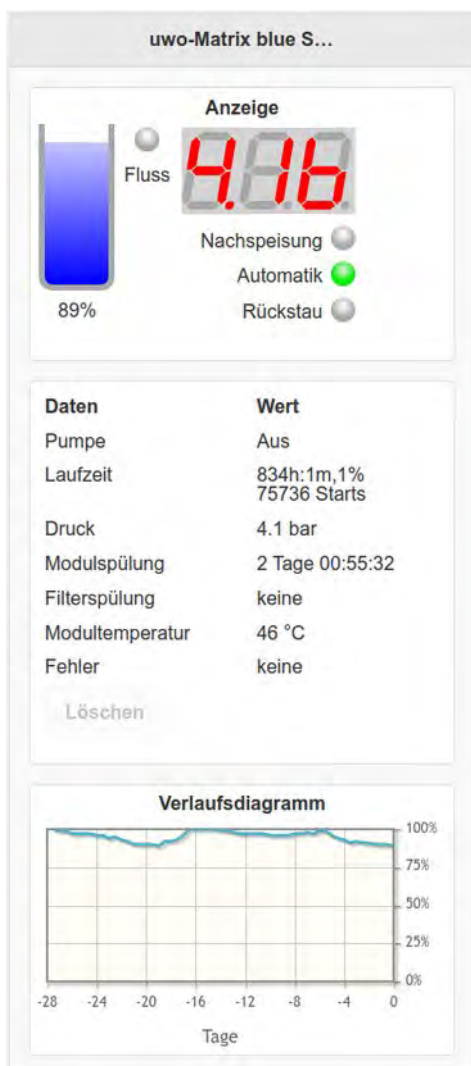 uwo-Matrix blue S…
Anzeige
Fluss
4.1b
Nachspeisung
Automatik
89%
Rückstau
Daten Wert
Pumpe Aus
Laufzeit 834h:1m,1%
75736 Starts
Druck 4.1 bar
Modulspülung 2 Tage 00:55:32
Filterspülung keine
Modultemperatur 46 °C
Fehler keine
Löschen
Verlaufsdiagramm
100%
75%
50%
25%
0%
-28 -24 -20 -16 -12 -8 -4 0
Tage